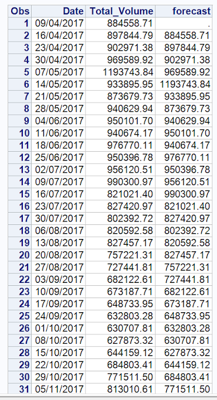 Obs Date Total_Volume forecast
1 09/04/2017 884558.71 .
2 16/04/2017 897844.79 884558.71
3 23/04/2017 902971.38 897844.79
4 30/04/2017 969589.92 902971.38
5 07/05/2017 1193743.84 969589.92
6 14/05/2017 933895.95 1193743.84
7 21/05/2017 873679.73 933895.95
8 28/05/2017 940629.94 873679.73
9 04/06/2017 950101.70 940629.94
10 11/06/2017 940674.17 950101.70
11 18/06/2017 976770.11 940674.17
12 25/06/2017 950396.78 976770.11
13 02/07/2017 956120.51 950396.78
14 09/07/2017 990300.97 956120.51
15 16/07/2017 821021.40 990300.97
16 23/07/2017 827420.97 821021.40
17 30/07/2017 802392.72 827420.97
18 06/08/2017 820592.58 802392.72
19 13/08/2017 827457.17 820592.58
20 20/08/2017 757221.31 827457.17
21 27/08/2017 727441.81 757221.31
22 03/09/2017 682122.61 727441.81
23 10/09/2017 673187.71 682122.61
24 17/09/2017 648733.95 673187.71
25 24/09/2017 632803.28 648733.95
26 01/10/2017 630707.81 632803.28
27 08/10/2017 627873.32 630707.81
28 15/10/2017 644159.12 627873.32
29 22/10/2017 684803.41 644159.12
30 29/10/2017 771511.50 684803.41
31 05/11/2017 813010.61 771511.50